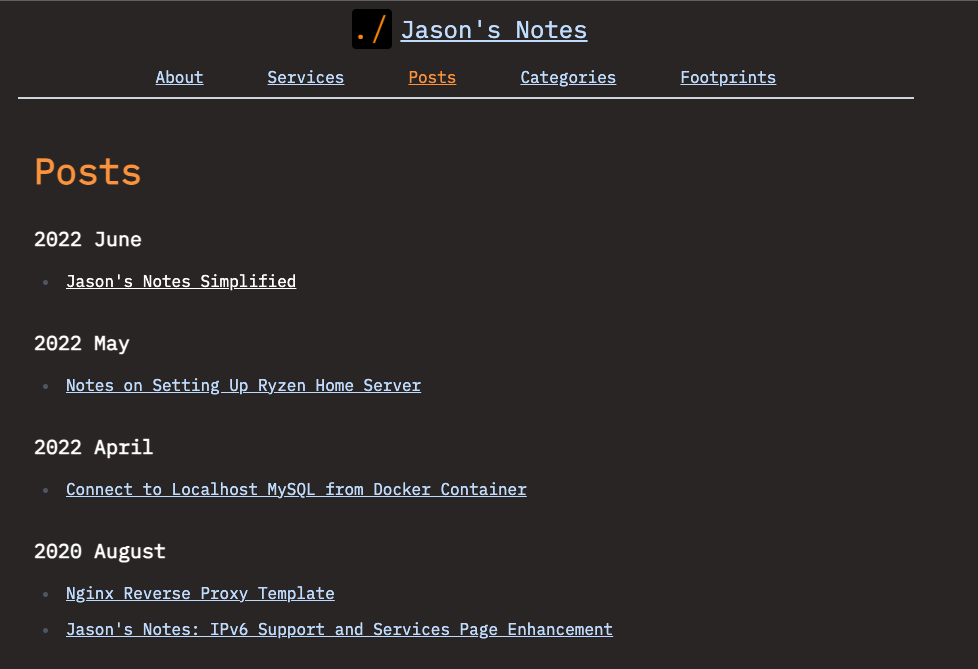 ./ Jason's Notes
About Services Posts Categories Footprints
Posts
2022 June
Jason's Notes Simplified
2022 May
Notes on Setting Up Ryzen Home Server
2022 April
Connect to Localhost MySQL from Docker Container
2020 August
Nginx Reverse Proxy Template
Jason's Notes: IPv6 Support and Services Page Enhancement